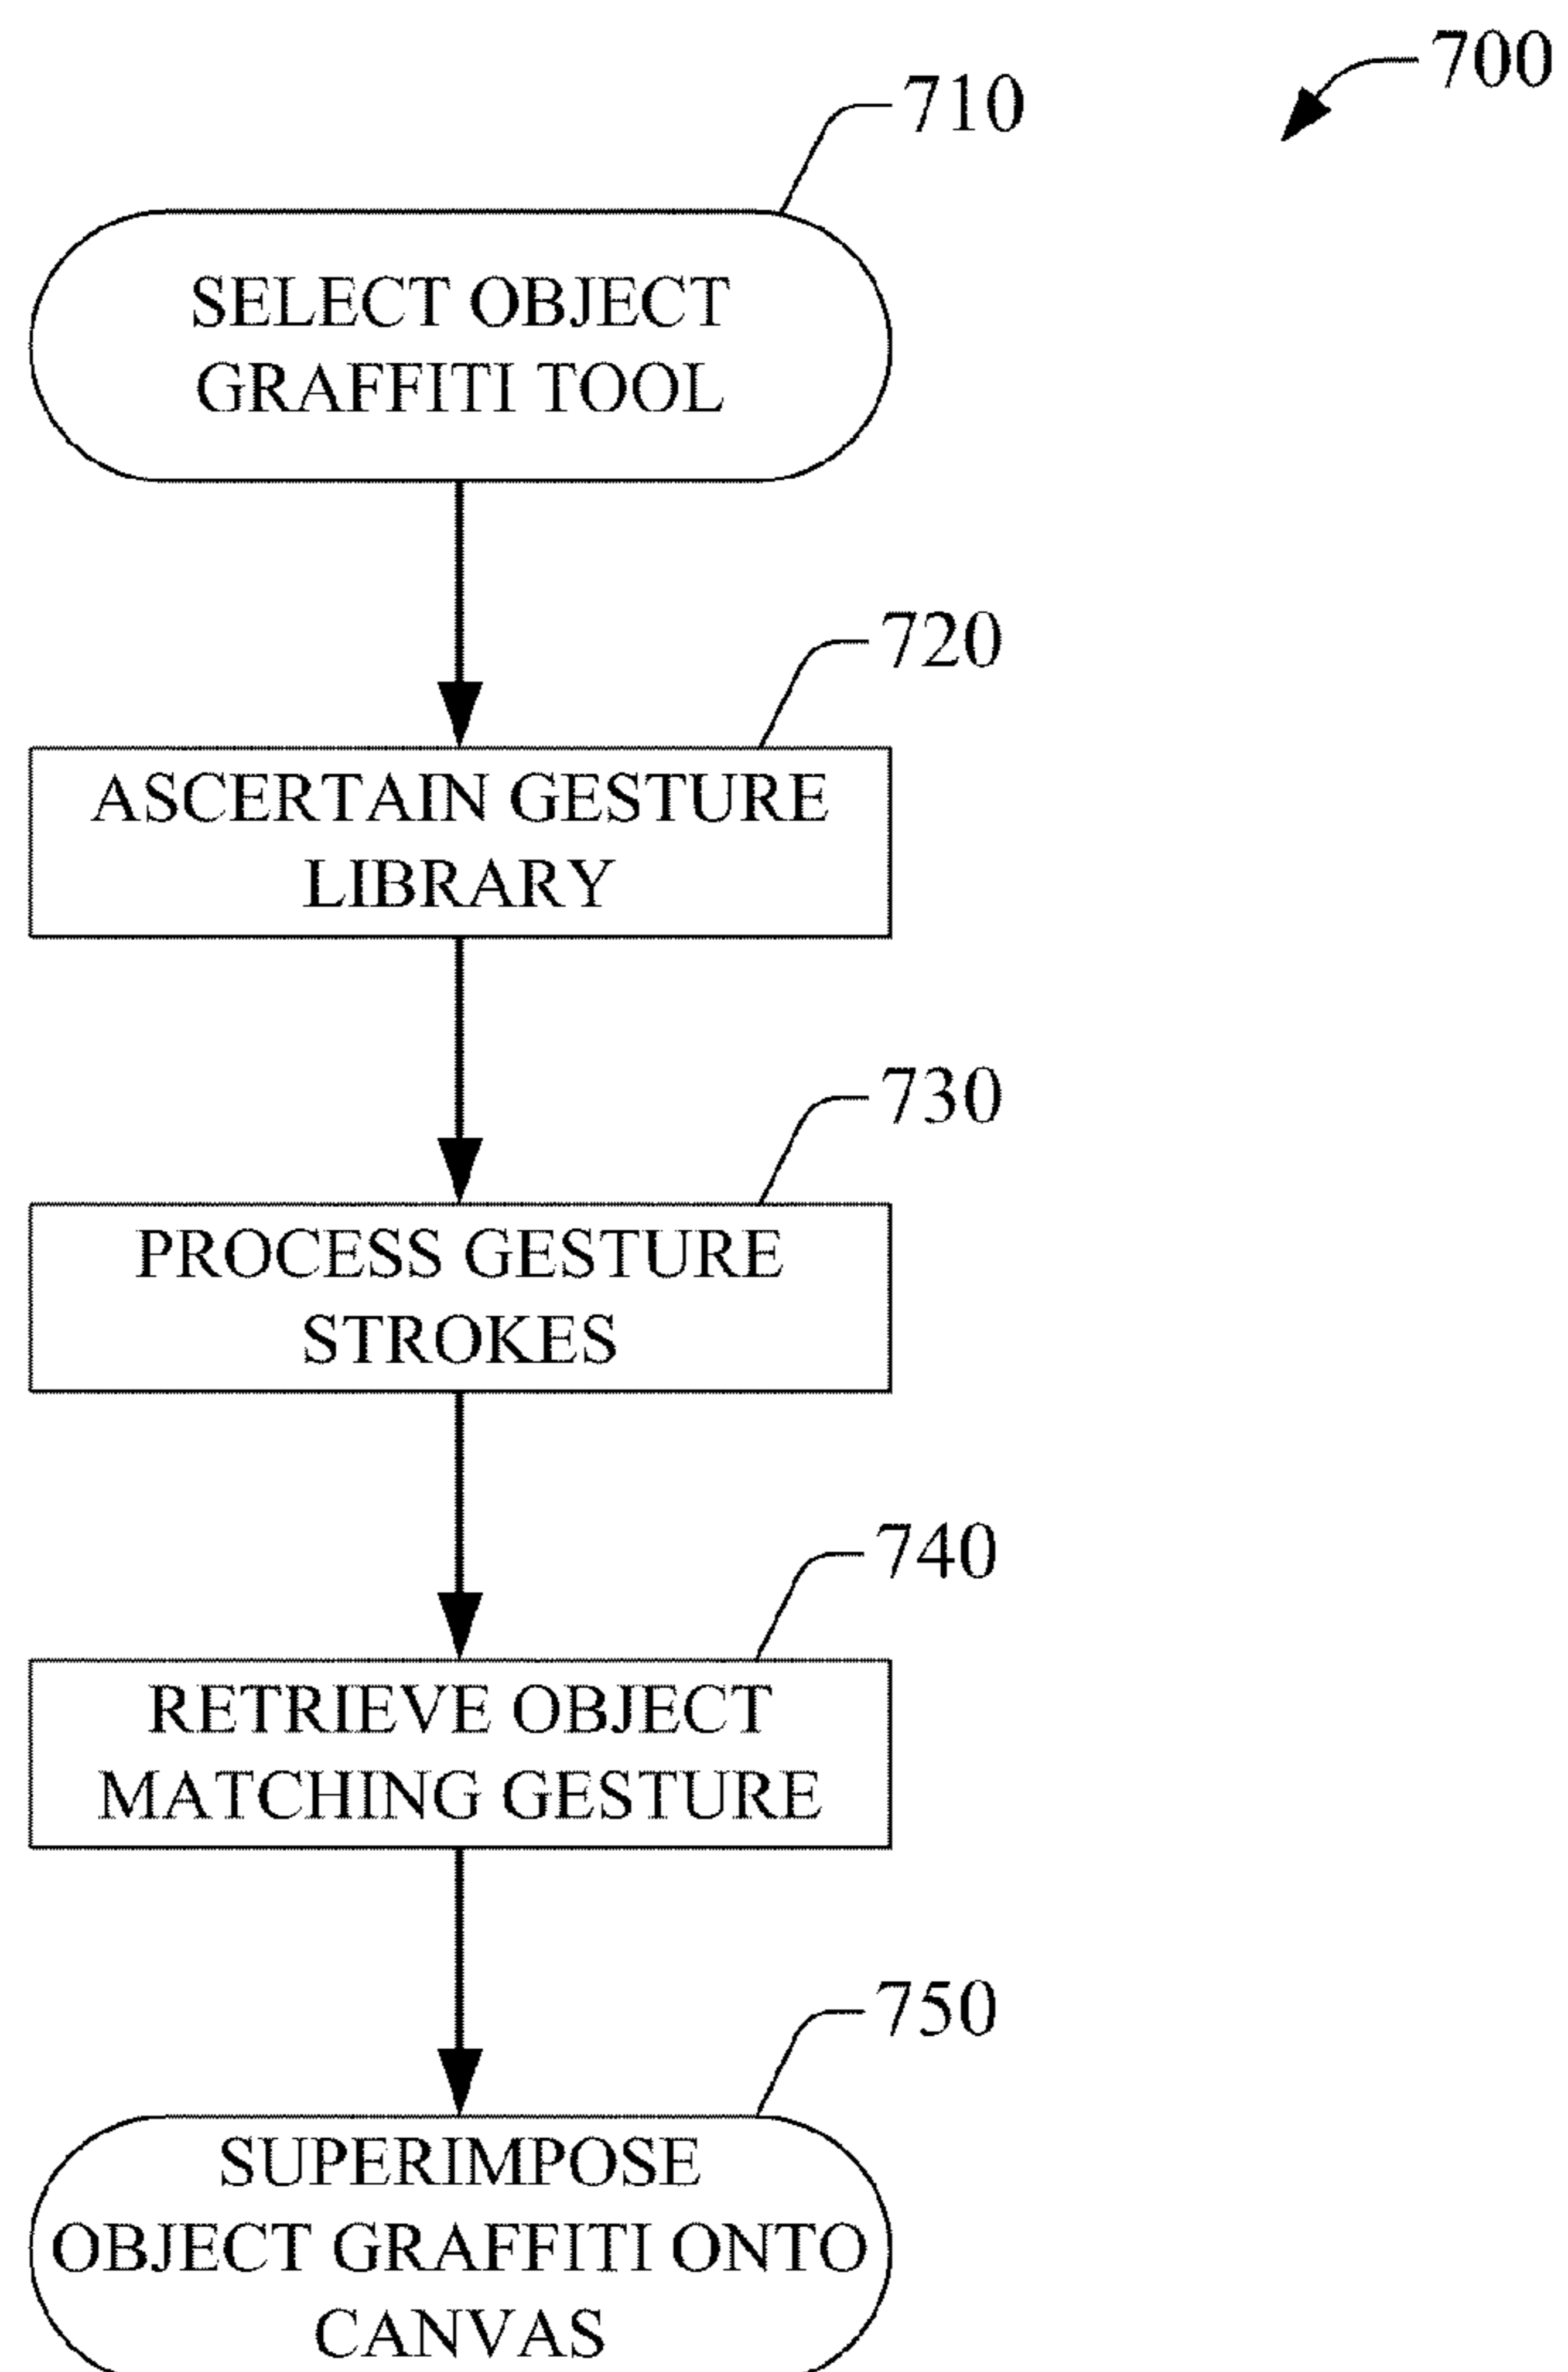 700
710
SELECT OBJECT
GRAFFITI TOOL
720
ASCERTAIN GESTURE
LIBRARY
730
PROCESS GESTURE
STROKES
740
RETRIEVE OBJECT
MATCHING GESTURE
750
SUPERIMPOSE
OBJECT GRAFFITI ONTO
CANVAS